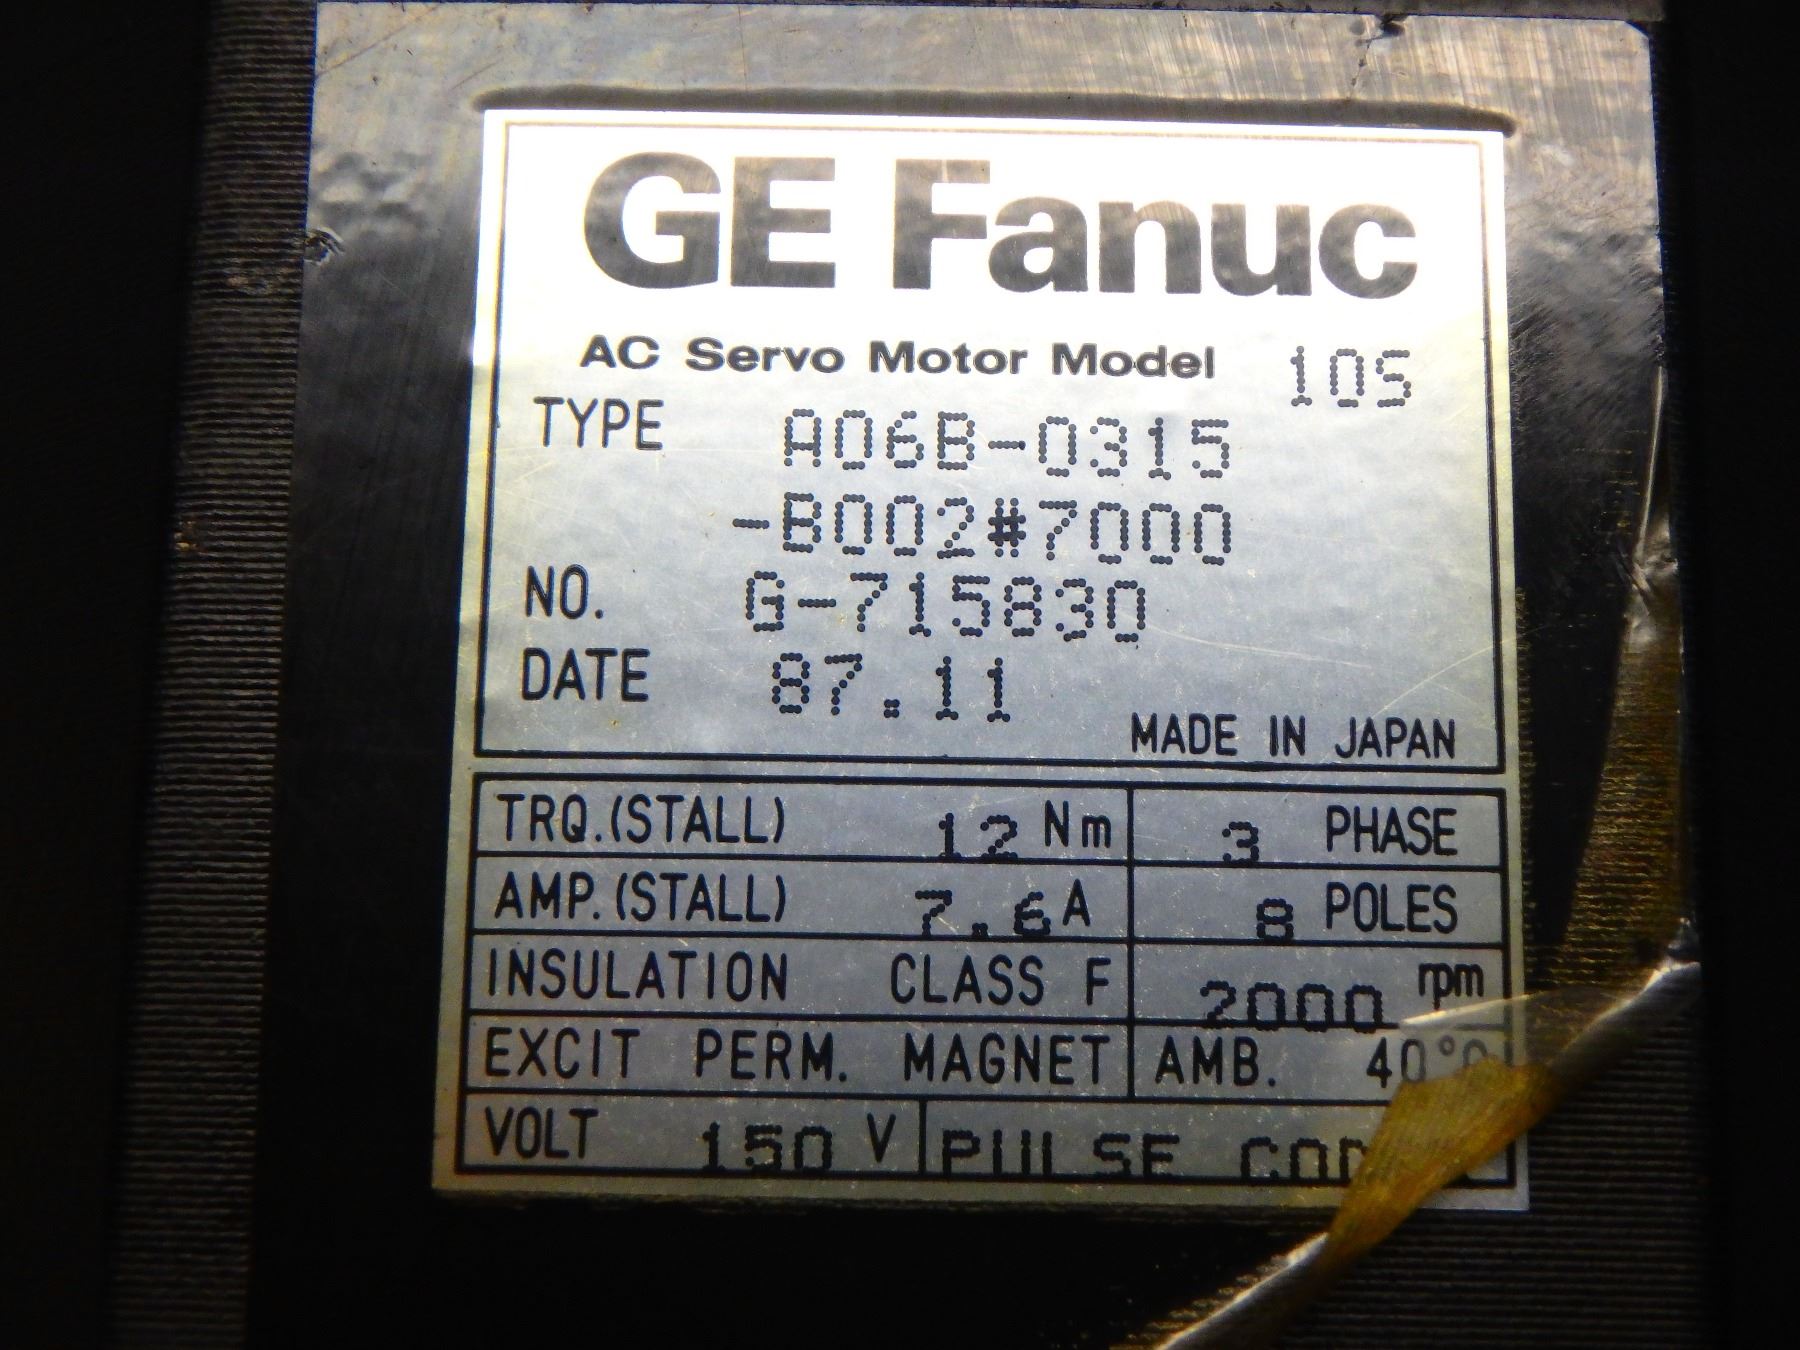 GE Fanuc
AC Servo Motor Model 10S
TYPE A06B-0315
-B002#7000
NO. G-715830
DATE 87.11
MADE IN JAPAN
TRQ.(STALL) 12 Nm 3 PHASE
AMP.(STALL) 7.6 A 8 POLES
INSULATION CLASS F 2000 rpm
EXCIT PERM. MAGNET AMB. 40°C
VOLT 150 V PULSE